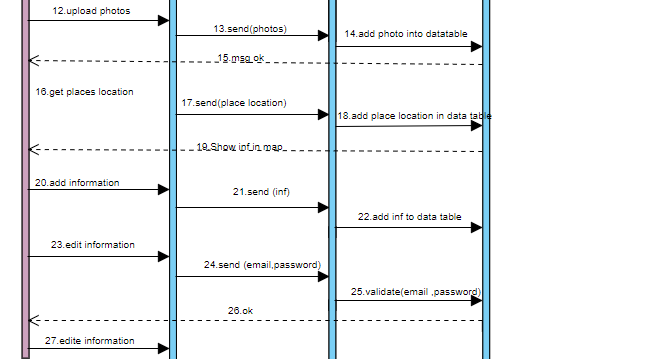 12.upload photos
13.send(photos)
14.add photo into datatable
15.msg ok
16.get places location
17.send(place location)
18.add place location in data table
19.Show inf in map
20.add information
21.send (inf)
22.add inf to data table
23.edit information
24.send (email,password)
25.validate(email ,password)
26.ok
27.edite information